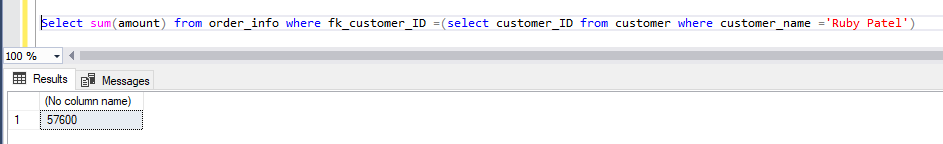 Select sum(amount) from order_info where fk_customer_ID =(select customer_ID from customer where customer_name ='Ruby Patel')
100 %
Results Messages
(No column name)
1 57600